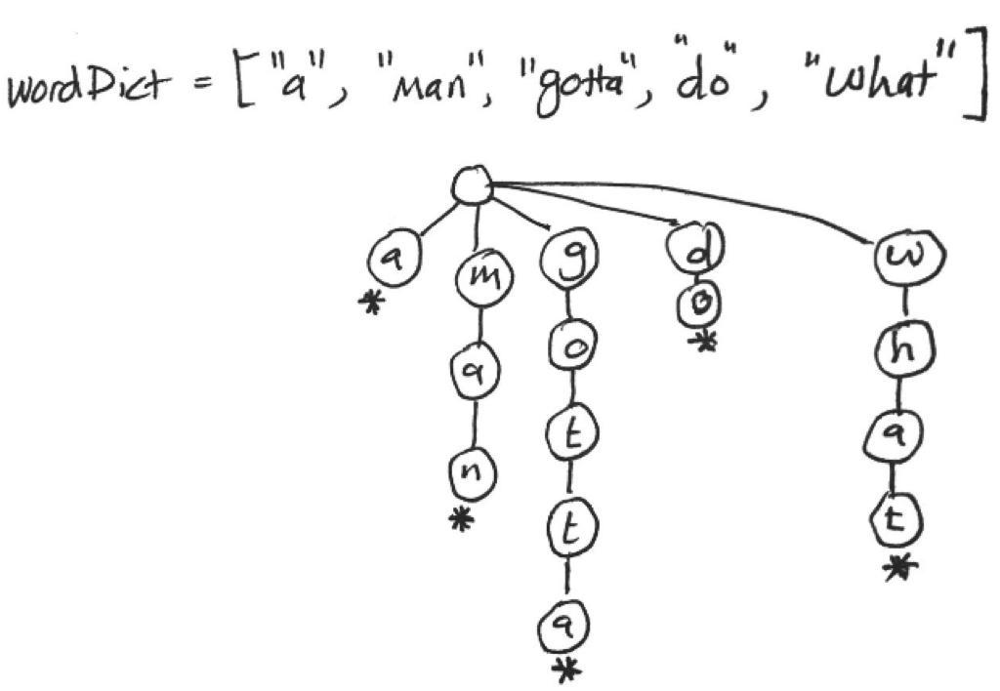 wordDict = ["a", "man", "gotta", "do", "what"]
a m g d w
* a o o h
n t * a
* t t
a *
*